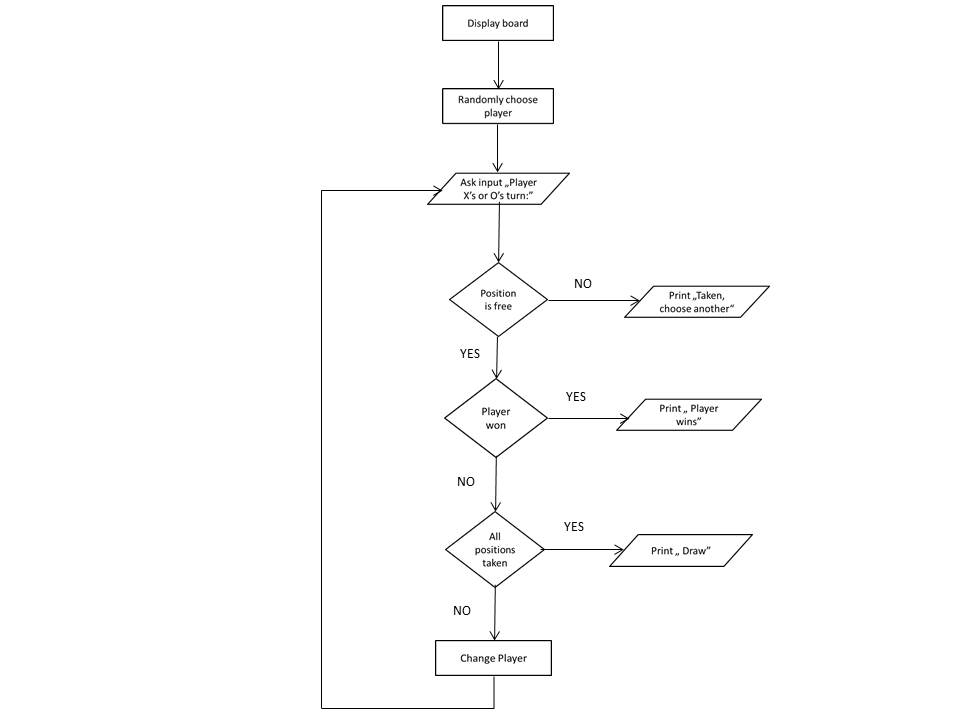 Display board
Randomly choose
player
Ask input „Player
X's or O's turn:”
Position
is free
NO
Print „Taken,
choose another“
YES
Player
won
YES
Print „ Player
wins”
NO
All
positions
taken
YES
Print „ Draw”
NO
Change Player